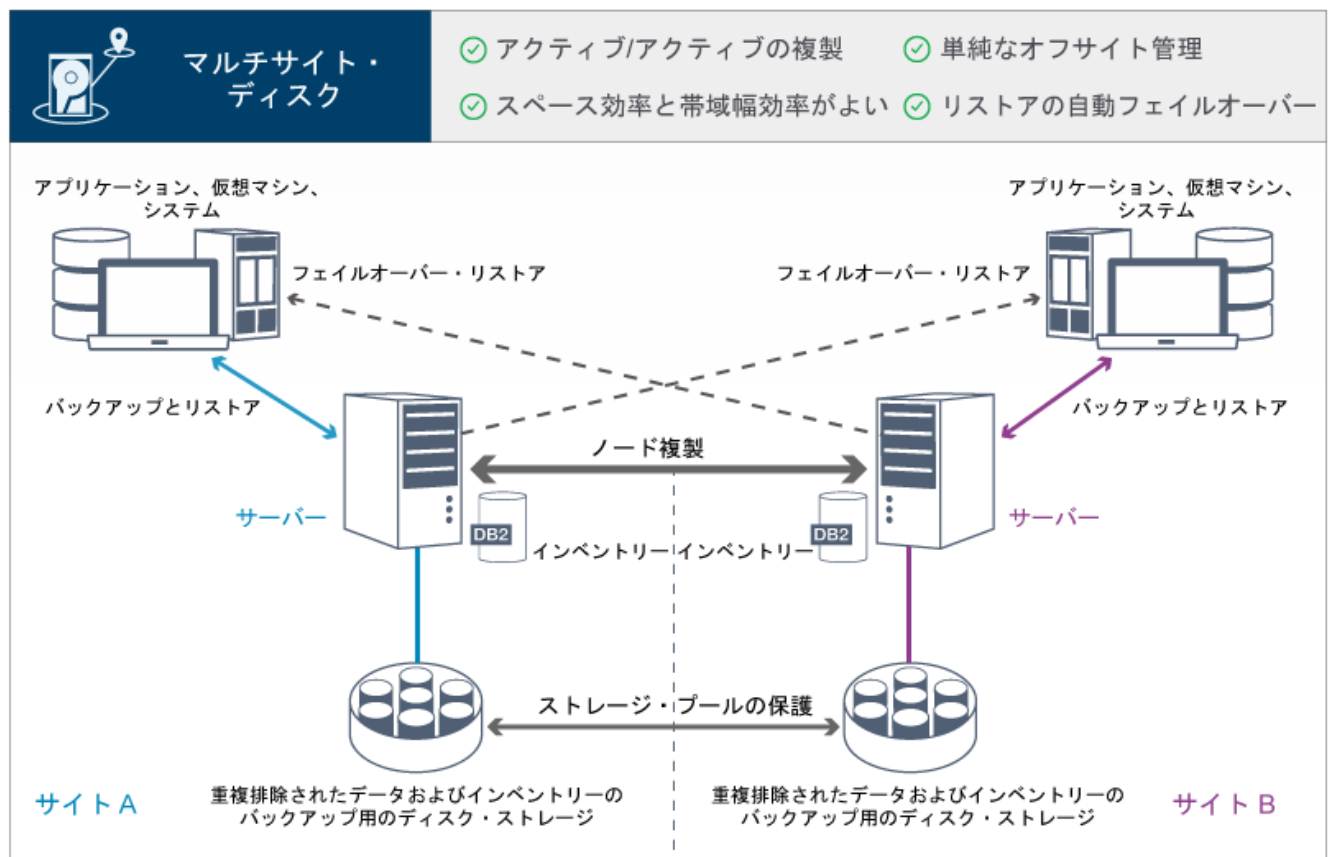 マルチサイト・
ディスク
アクティブ/アクティブの複製
単純なオフサイト管理
スペース効率と帯域幅効率がよい
リストアの自動フェイルオーバー
アプリケーション、仮想マシン、
システム
アプリケーション、仮想マシン、
システム
フェイルオーバー・リストア
フェイルオーバー・リストア
バックアップとリストア
バックアップとリストア
ノード複製
サーバー
サーバー
DB2
インベントリー
インベントリー
DB2
ストレージ・プールの保護
サイト A
重複排除されたデータおよびインベントリーの
バックアップ用のディスク・ストレージ
重複排除されたデータおよびインベントリーの
バックアップ用のディスク・ストレージ
サイト B